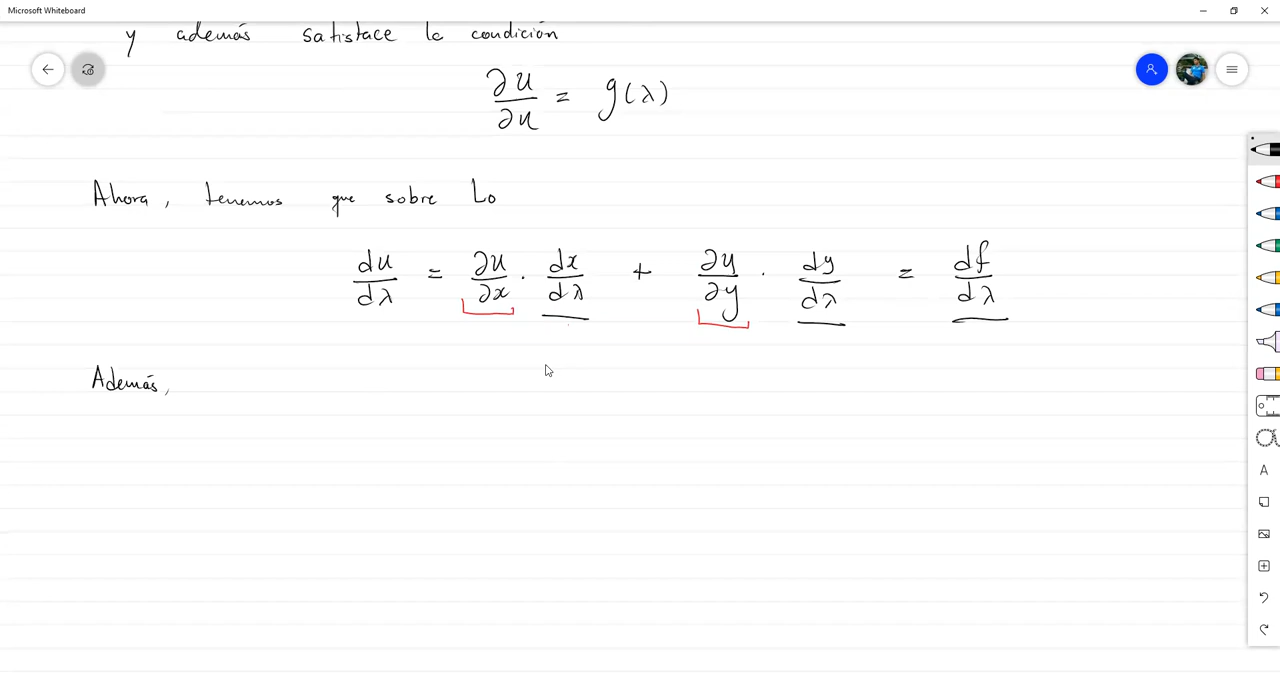 Microsoft Whiteboard
y además satisface la condición
∂u/∂n = g(λ)
Ahora, tenemos que sobre Lo
du/dλ = ∂u/∂x · dx/dλ + ∂u/∂y · dy/dλ = df/dλ
Además,
A